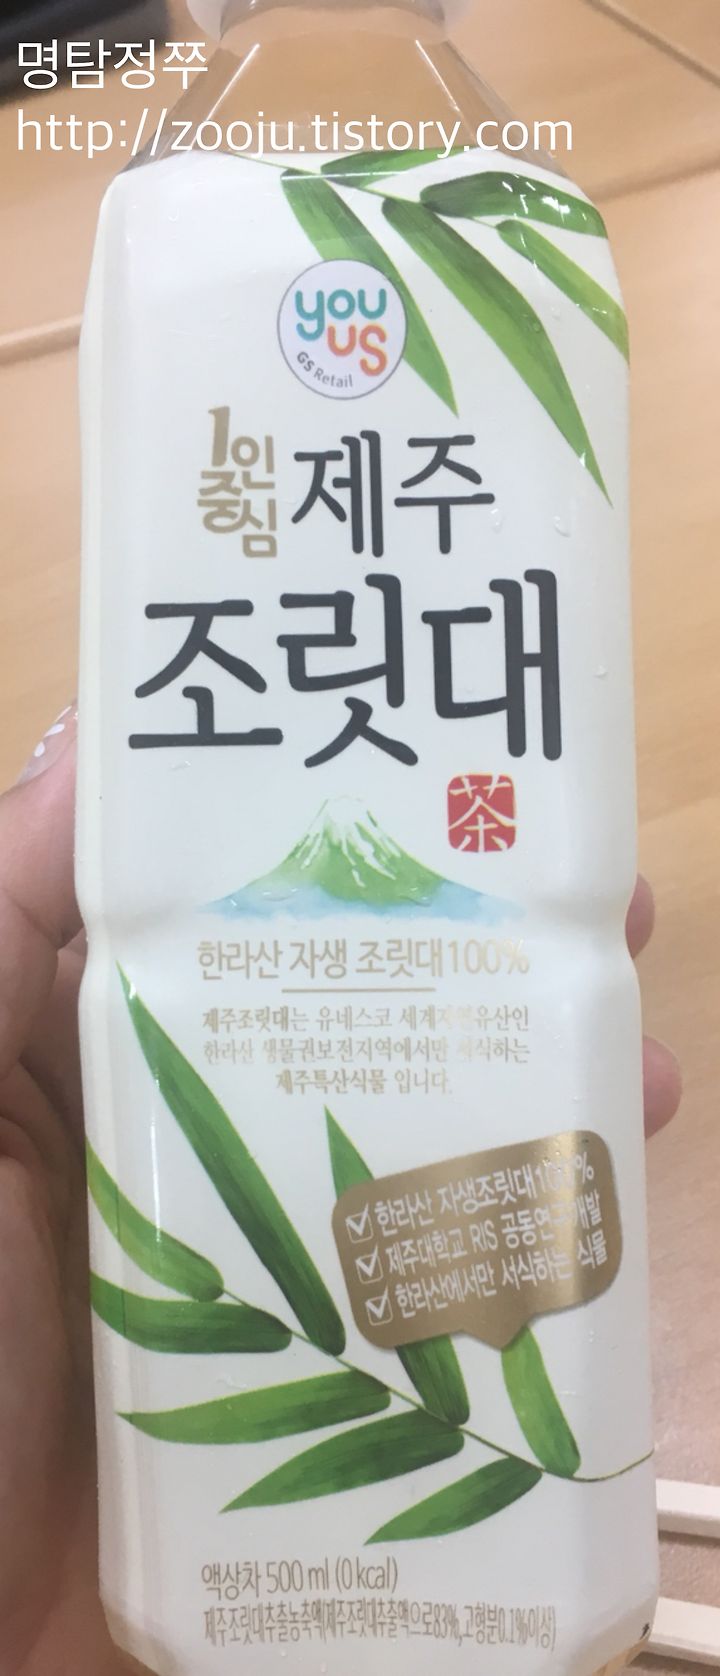 명탐정쭈
http://zooju.tistory.com
you
us
GS Retail
1인
중심
제주
조릿대
茶
한라산 자생 조릿대100%
제주조릿대는 유네스코 세계자연유산인
한라산 생물권보전지역에서만 서식하는
제주특산식물 입니다.
한라산 자생조릿대100%
제주대학교 RIS 공동연구개발
한라산에서만 서식하는 식물
액상차 500 ml (0 kcal)
제주조릿대추출농축액(제주조릿대추출액으로83%,고형분0.1%이상)